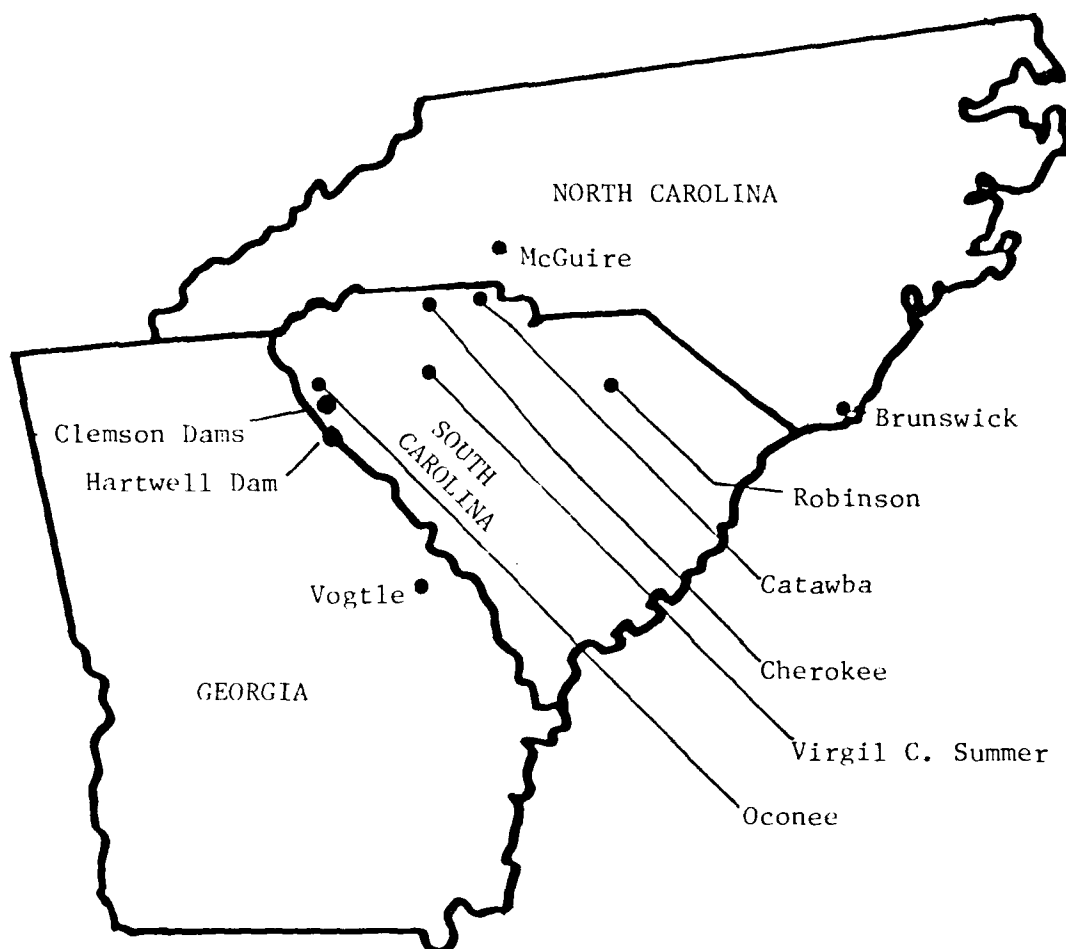 NORTH CAROLINA
McGuire
Clemson Dams
Hartwell Dam
SOUTH
CAROLINA
Brunswick
Robinson
Vogtle
Catawba
Cherokee
GEORGIA
Virgil C. Summer
Oconee